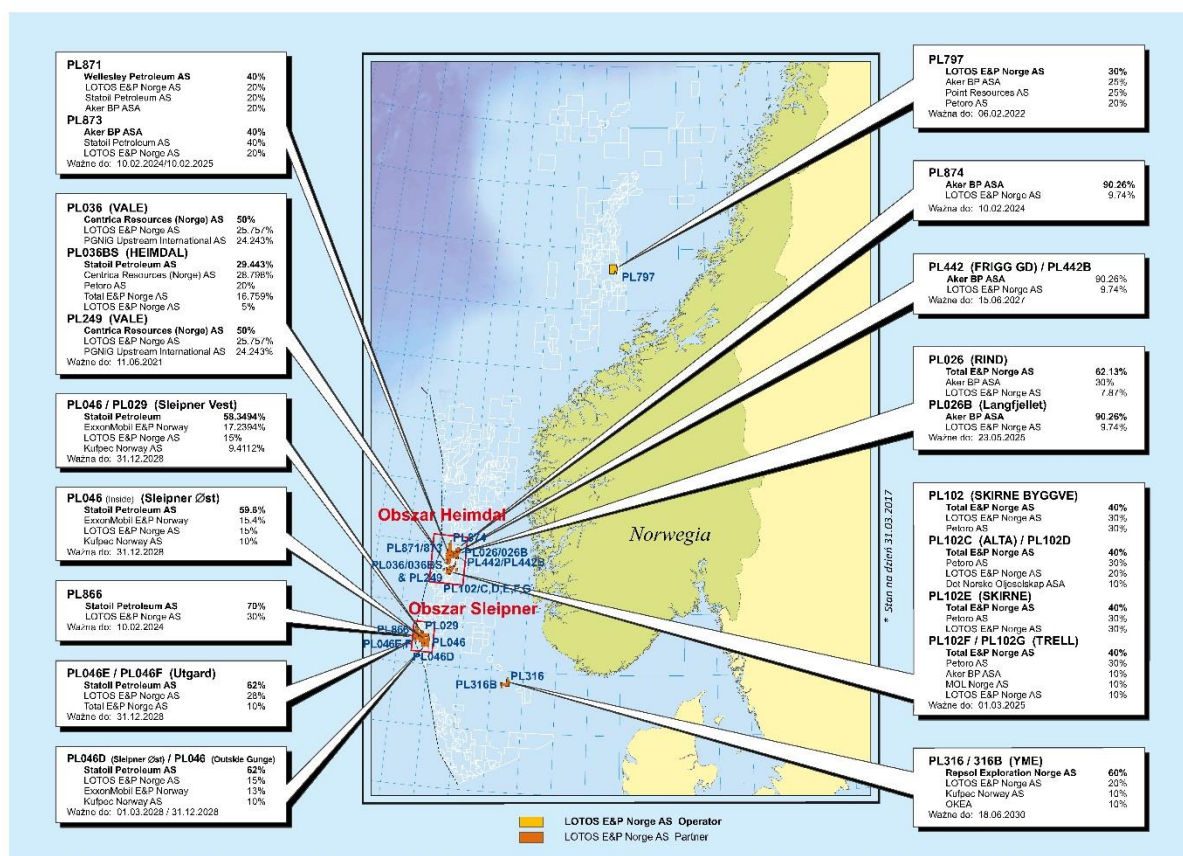 PL871
Wellesley Petroleum AS 40%
LOTOS E&P Norge AS 20%
Statoil Petroleum AS 20%
Aker BP ASA 20%
PL873
Aker BP ASA 40%
Statoil Petroleum AS 40%
LOTOS E&P Norge AS 20%
Ważne do: 10.02.2024/10.02.2025
PL036 (VALE)
Centrica Resources (Norge) AS 50%
LOTOS E&P Norge AS 25.757%
PGNiG Upstream International AS 24.243%
PL036BS (HEIMDAL)
Statoil Petroleum AS 29.443%
Centrica Resources (Norge) AS 28.798%
Petoro AS 20%
Total E&P Norge AS 16.759%
LOTOS E&P Norge AS 5%
PL249 (VALE)
Centrica Resources (Norge) AS 50%
LOTOS E&P Norge AS 25.757%
PGNiG Upstream International AS 24.243%
Ważne do: 11.06.2021
PL046 / PL029 (Sleipner Vest)
Statoil Petroleum 58.3494%
ExxonMobil E&P Norway 17.2394%
LOTOS E&P Norge AS 15%
Kufpec Norway AS 9.4112%
Ważna do: 31.12.2028
PL046 (Inside) (Sleipner Øst)
Statoil Petroleum AS 59.6%
ExxonMobil E&P Norway 15.4%
LOTOS E&P Norge AS 15%
Kufpec Norway AS 10%
Ważna do: 31.12.2028
PL866
Statoil Petroleum AS 70%
LOTOS E&P Norge AS 30%
Ważna do: 10.02.2024
PL046E / PL046F (Utgard)
Statoil Petroleum AS 62%
LOTOS E&P Norge AS 28%
Total E&P Norge AS 10%
Ważne do: 31.12.2028
PL046D (Sleipner Øst) / PL046 (Outside Gunge)
Statoil Petroleum AS 62%
LOTOS E&P Norge AS 15%
ExxonMobil E&P Norway 13%
Kufpec Norway AS 10%
Ważne do: 01.03.2028 / 31.12.2028
PL797
Obszar Heimdal
PL874
PL871/873
PL026/026B
PL442/PL442B
PL036/036BS
& PL249
PL102/C,D,E,F,G
Norwegia
Obszar Sleipner
PL029
PL866
PL046
PL046E,F
PL046D
PL316
PL316B
* Stan na dzień 31.03.2017
LOTOS E&P Norge AS Operator
LOTOS E&P Norge AS Partner
PL797
LOTOS E&P Norge AS 30%
Aker BP ASA 25%
Point Resources AS 25%
Petoro AS 20%
Ważna do: 06.02.2022
PL874
Aker BP ASA 90.26%
LOTOS E&P Norge AS 9.74%
Ważna do: 10.02.2024
PL442 (FRIGG GD) / PL442B
Aker BP ASA 90.26%
LOTOS E&P Norge AS 9.74%
Ważne do: 15.06.2027
PL026 (RIND)
Total E&P Norge AS 62.13%
Aker BP ASA 30%
LOTOS E&P Norge AS 7.87%
PL026B (Langfjellet)
Aker BP ASA 90.26%
LOTOS E&P Norge AS 9.74%
Ważna do: 23.05.2025
PL102 (SKIRNE BYGGVE)
Total E&P Norge AS 40%
LOTOS E&P Norge AS 30%
Petoro AS 30%
PL102C (ALTA) / PL102D
Total E&P Norge AS 40%
Petoro AS 30%
LOTOS E&P Norge AS 20%
Det Norske Oljeselskap ASA 10%
PL102E (SKIRNE)
Total E&P Norge AS 40%
Petoro AS 30%
LOTOS E&P Norge AS 30%
PL102F / PL102G (TRELL)
Total E&P Norge AS 40%
Petoro AS 30%
Aker BP ASA 10%
MOL Norge AS 10%
LOTOS E&P Norge AS 10%
Ważne do: 01.03.2025
PL316 / 316B (YME)
Repsol Exploration Norge AS 60%
LOTOS E&P Norge AS 20%
Kufpec Norway AS 10%
OKEA 10%
Ważne do: 18.06.2030